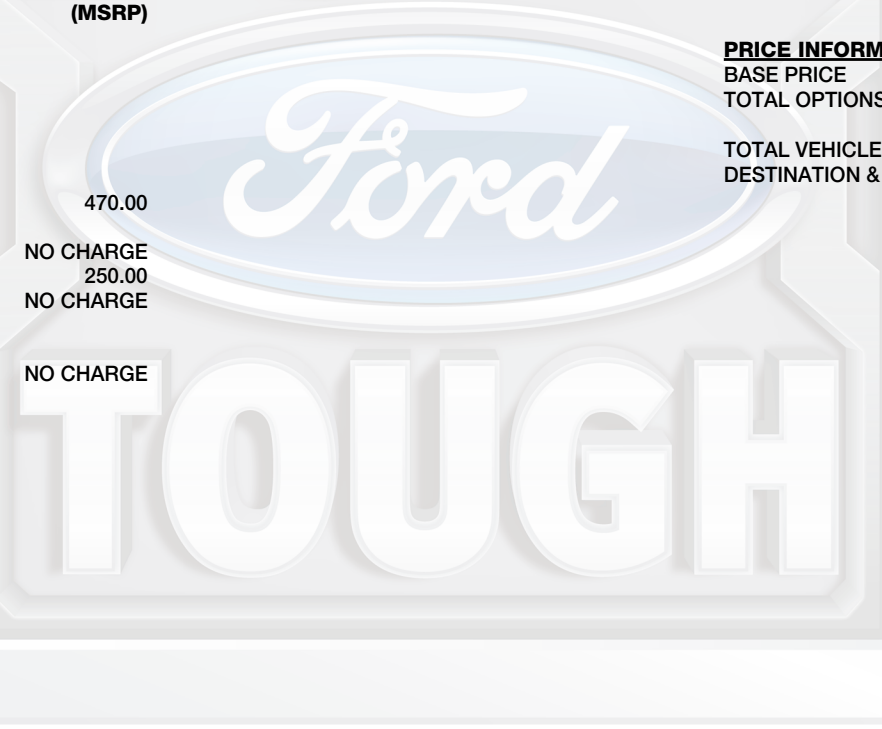 (MSRP)
470.00
NO CHARGE
250.00
NO CHARGE
NO CHARGE
PRICE INFORM
BASE PRICE
TOTAL OPTIONS
TOTAL VEHICLE
DESTINATION &
Ford
TOUGH